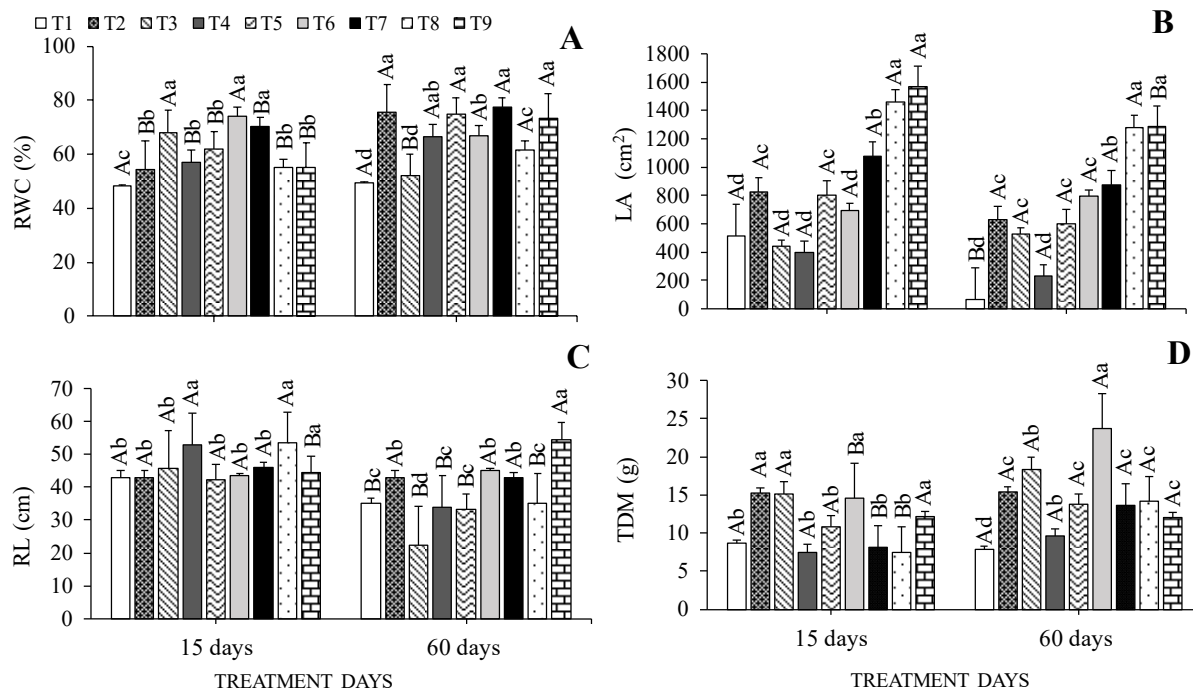 T1 T2 T3 T4 T5 T6 T7 T8 T9
A
RWC (%)
100
80
60
40
20
0
Ac Bb Aa Bb Bb Aa Ba Bb Bb
Ad Aa Bd Aab Aa Ab Aa Ac Aa
B
LA (cm²)
1800
1600
1400
1200
1000
800
600
400
200
0
Ad Ac Ad Ad Ac Ad Ab Aa Aa
Bd Ac Ac Ad Ac Ac Ab Aa Ba
C
RL (cm)
70
60
50
40
30
20
10
0
Ab Ab Ab Aa Ab Ab Ab Aa Ba
Bc Ab Bd Bc Bc Ab Ab Bc Aa
15 days 60 days
TREATMENT DAYS
D
TDM (g)
30
25
20
15
10
5
0
Ab Aa Aa Ab Ab Ba Bb Bb Aa
Ad Ac Ab Ab Ac Aa Ac Ac Ac
15 days 60 days
TREATMENT DAYS